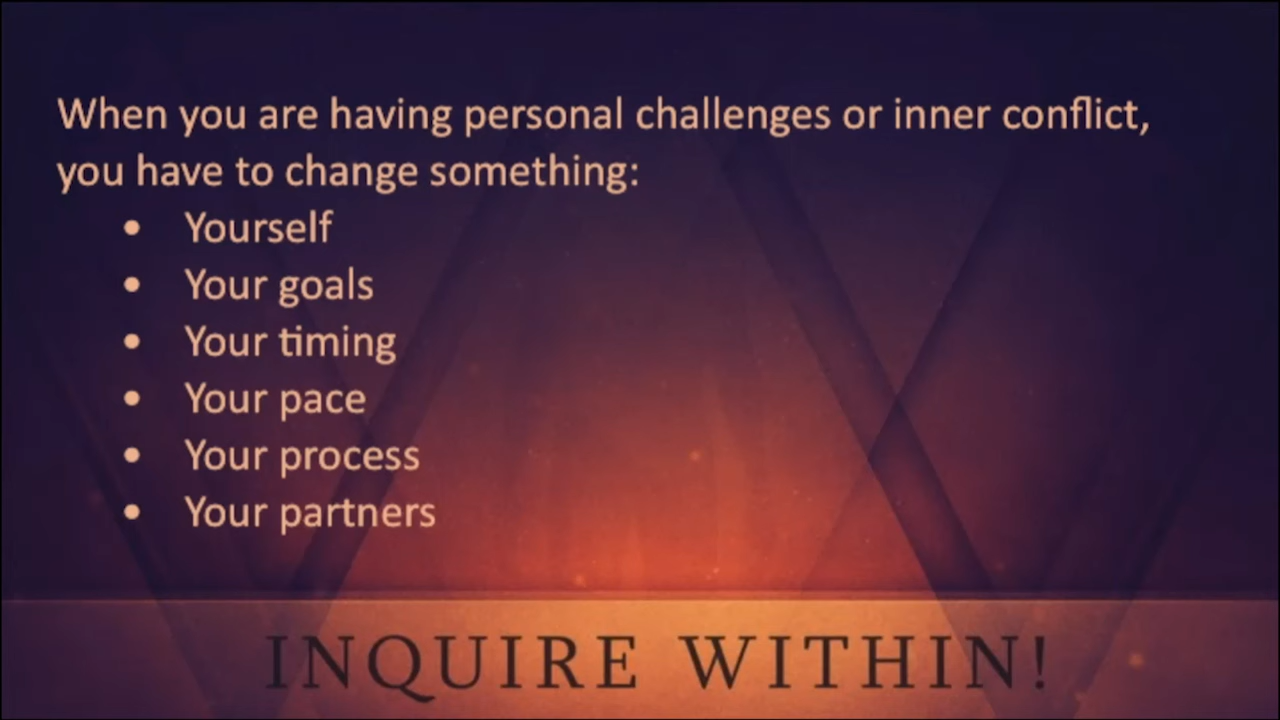 When you are having personal challenges or inner conflict,
you have to change something:
• Yourself
• Your goals
• Your timing
• Your pace
• Your process
• Your partners
INQUIRE WITHIN!